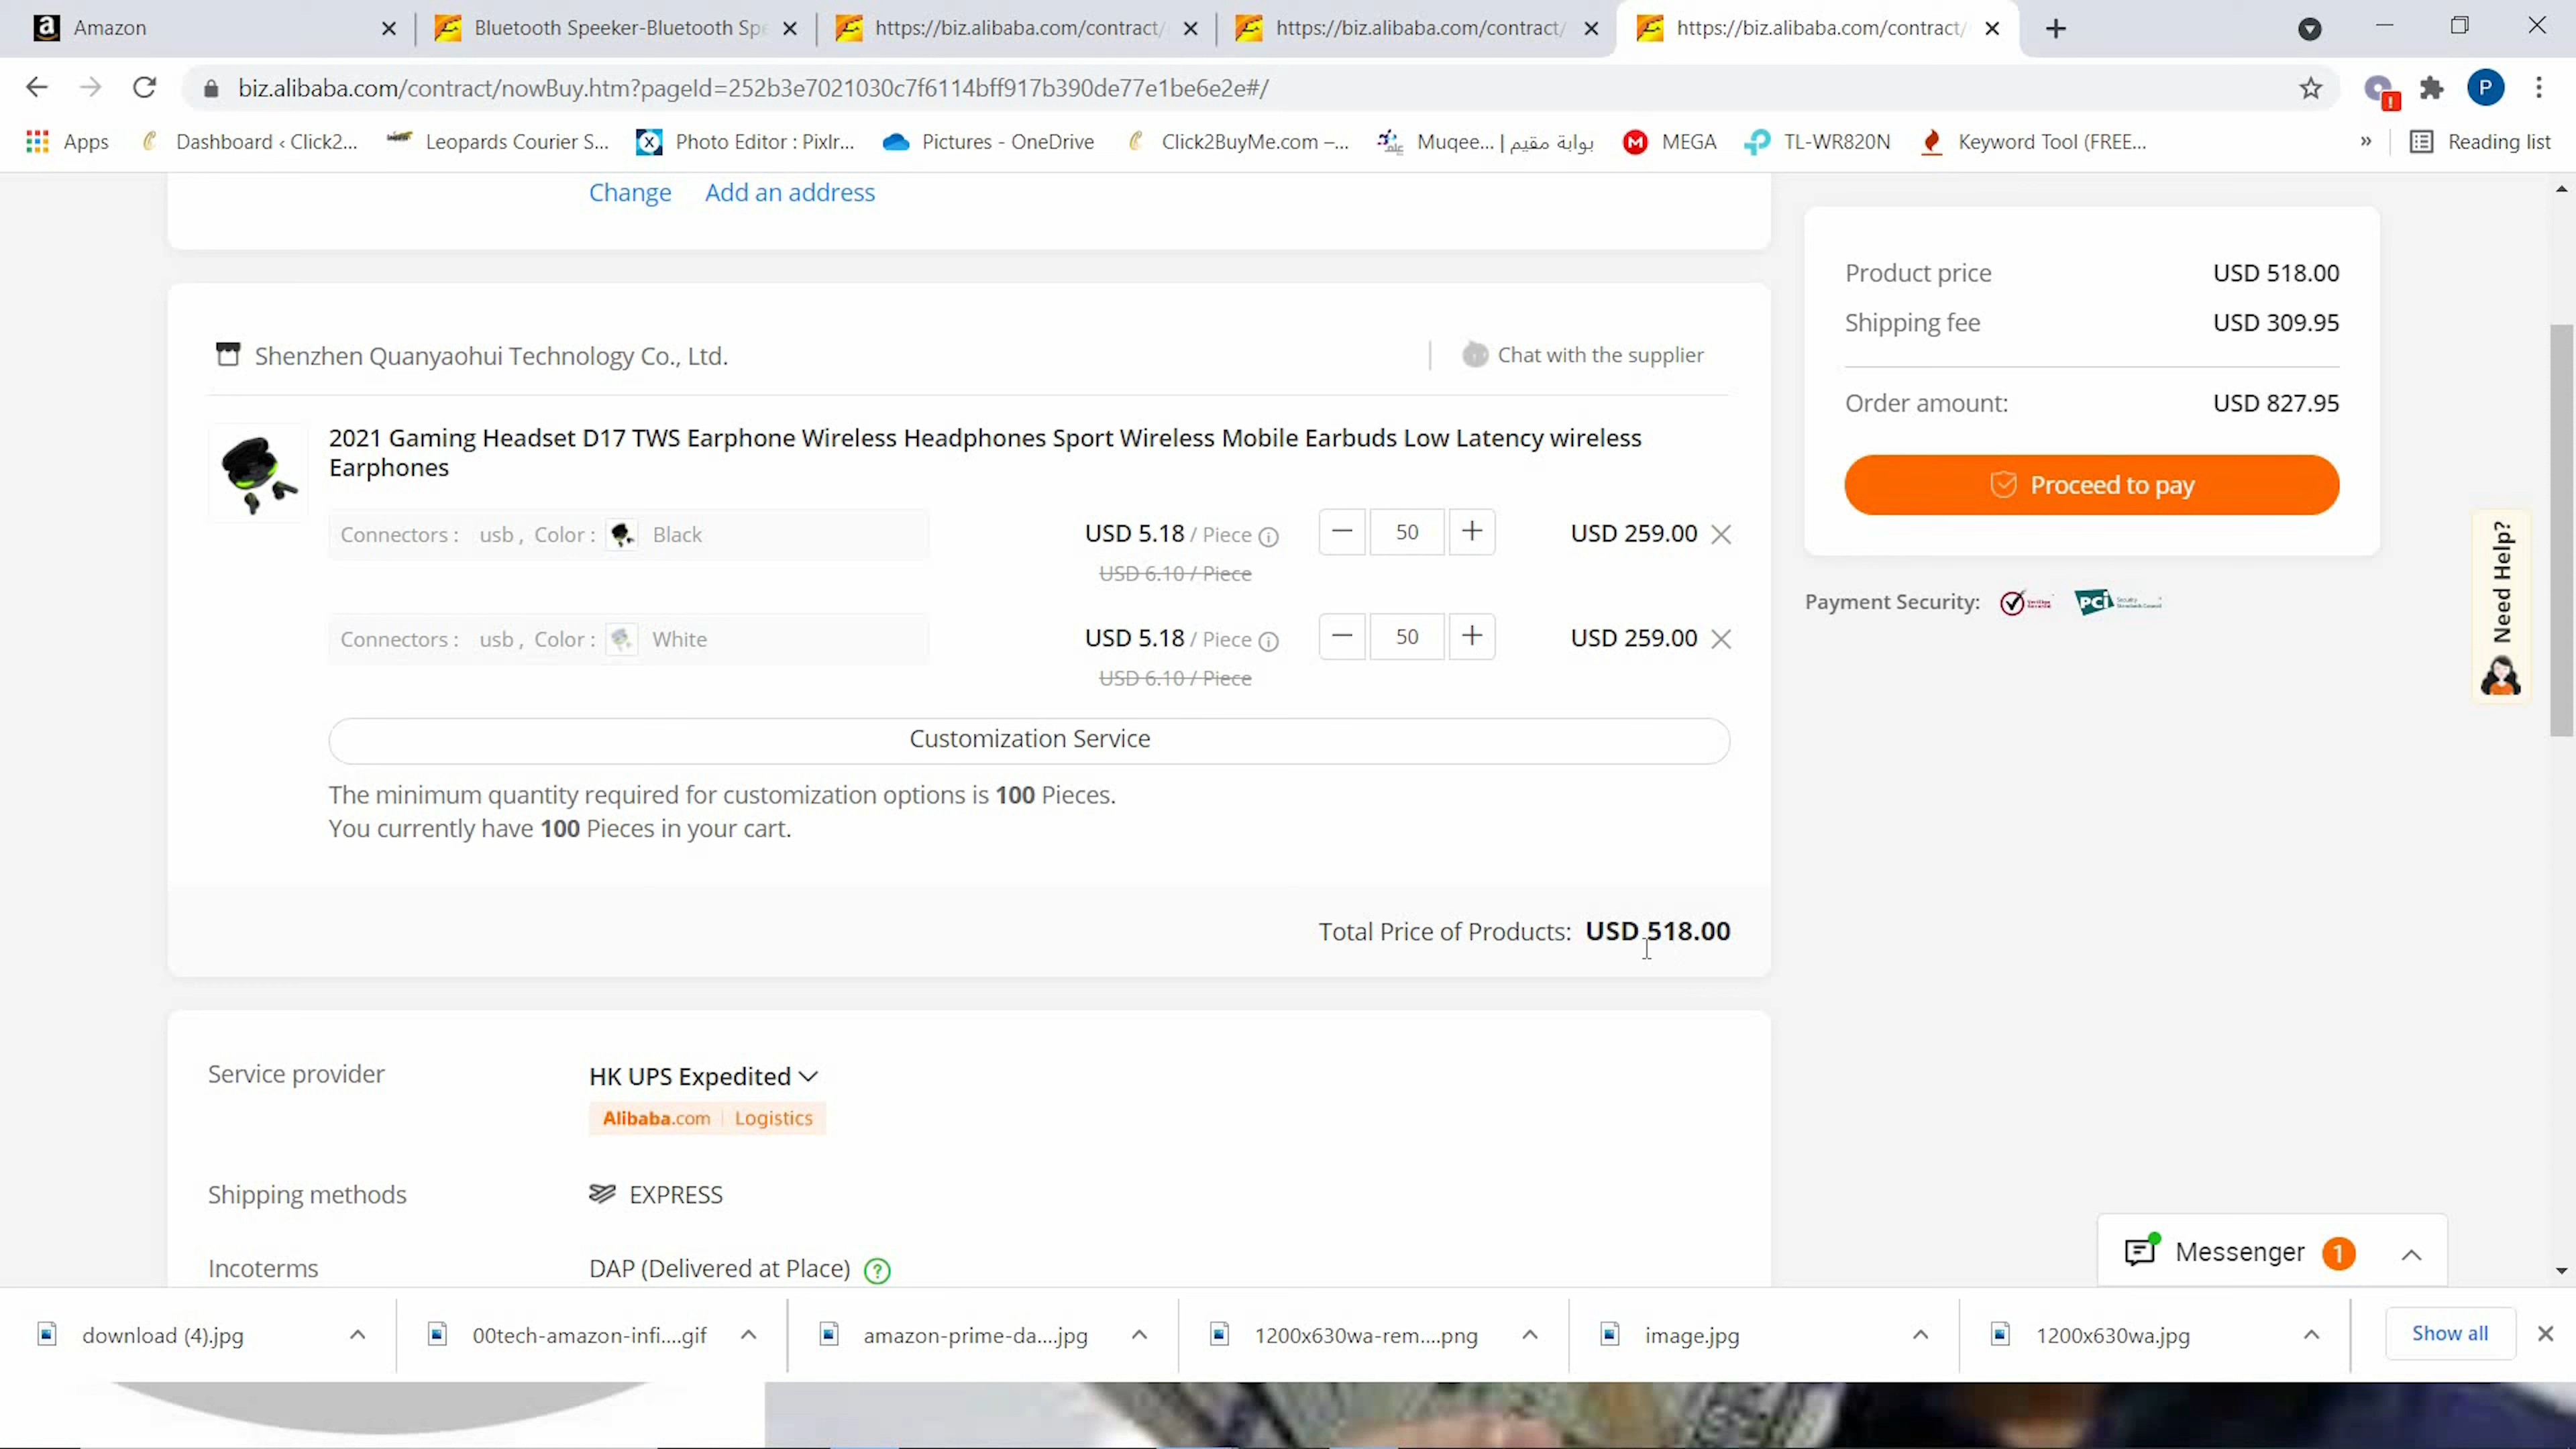 Amazon
Bluetooth Speeker-Bluetooth Spe
https://biz.alibaba.com/contract/
https://biz.alibaba.com/contract/
https://biz.alibaba.com/contract/
biz.alibaba.com/contract/nowBuy.htm?pageId=252b3e7021030c7f6114bff917b390de77e1be6e2e#/
P
Apps
Dashboard ‹ Click2...
Leopards Courier S...
Photo Editor : Pixlr...
Pictures - OneDrive
Click2BuyMe.com –...
Muqee... | بوابة مقيم
MEGA
TL-WR820N
Keyword Tool (FREE...
»
Reading list
Change Add an address
Product price USD 518.00
Shipping fee USD 309.95
Order amount: USD 827.95
Proceed to pay
Payment Security:
PCI
Need Help?
Shenzhen Quanyaohui Technology Co., Ltd.
Chat with the supplier
2021 Gaming Headset D17 TWS Earphone Wireless Headphones Sport Wireless Mobile Earbuds Low Latency wireless
Earphones
Connectors : usb , Color : Black
USD 5.18 / Piece
50
USD 259.00
USD 6.10 / Piece
Connectors : usb , Color : White
USD 5.18 / Piece
50
USD 259.00
USD 6.10 / Piece
Customization Service
The minimum quantity required for customization options is 100 Pieces.
You currently have 100 Pieces in your cart.
Total Price of Products: USD 518.00
Service provider
HK UPS Expedited
Alibaba.com | Logistics
Shipping methods
EXPRESS
Incoterms
DAP (Delivered at Place) ?
Messenger 1
download (4).jpg
00tech-amazon-infi....gif
amazon-prime-da....jpg
1200x630wa-rem....png
image.jpg
1200x630wa.jpg
Show all